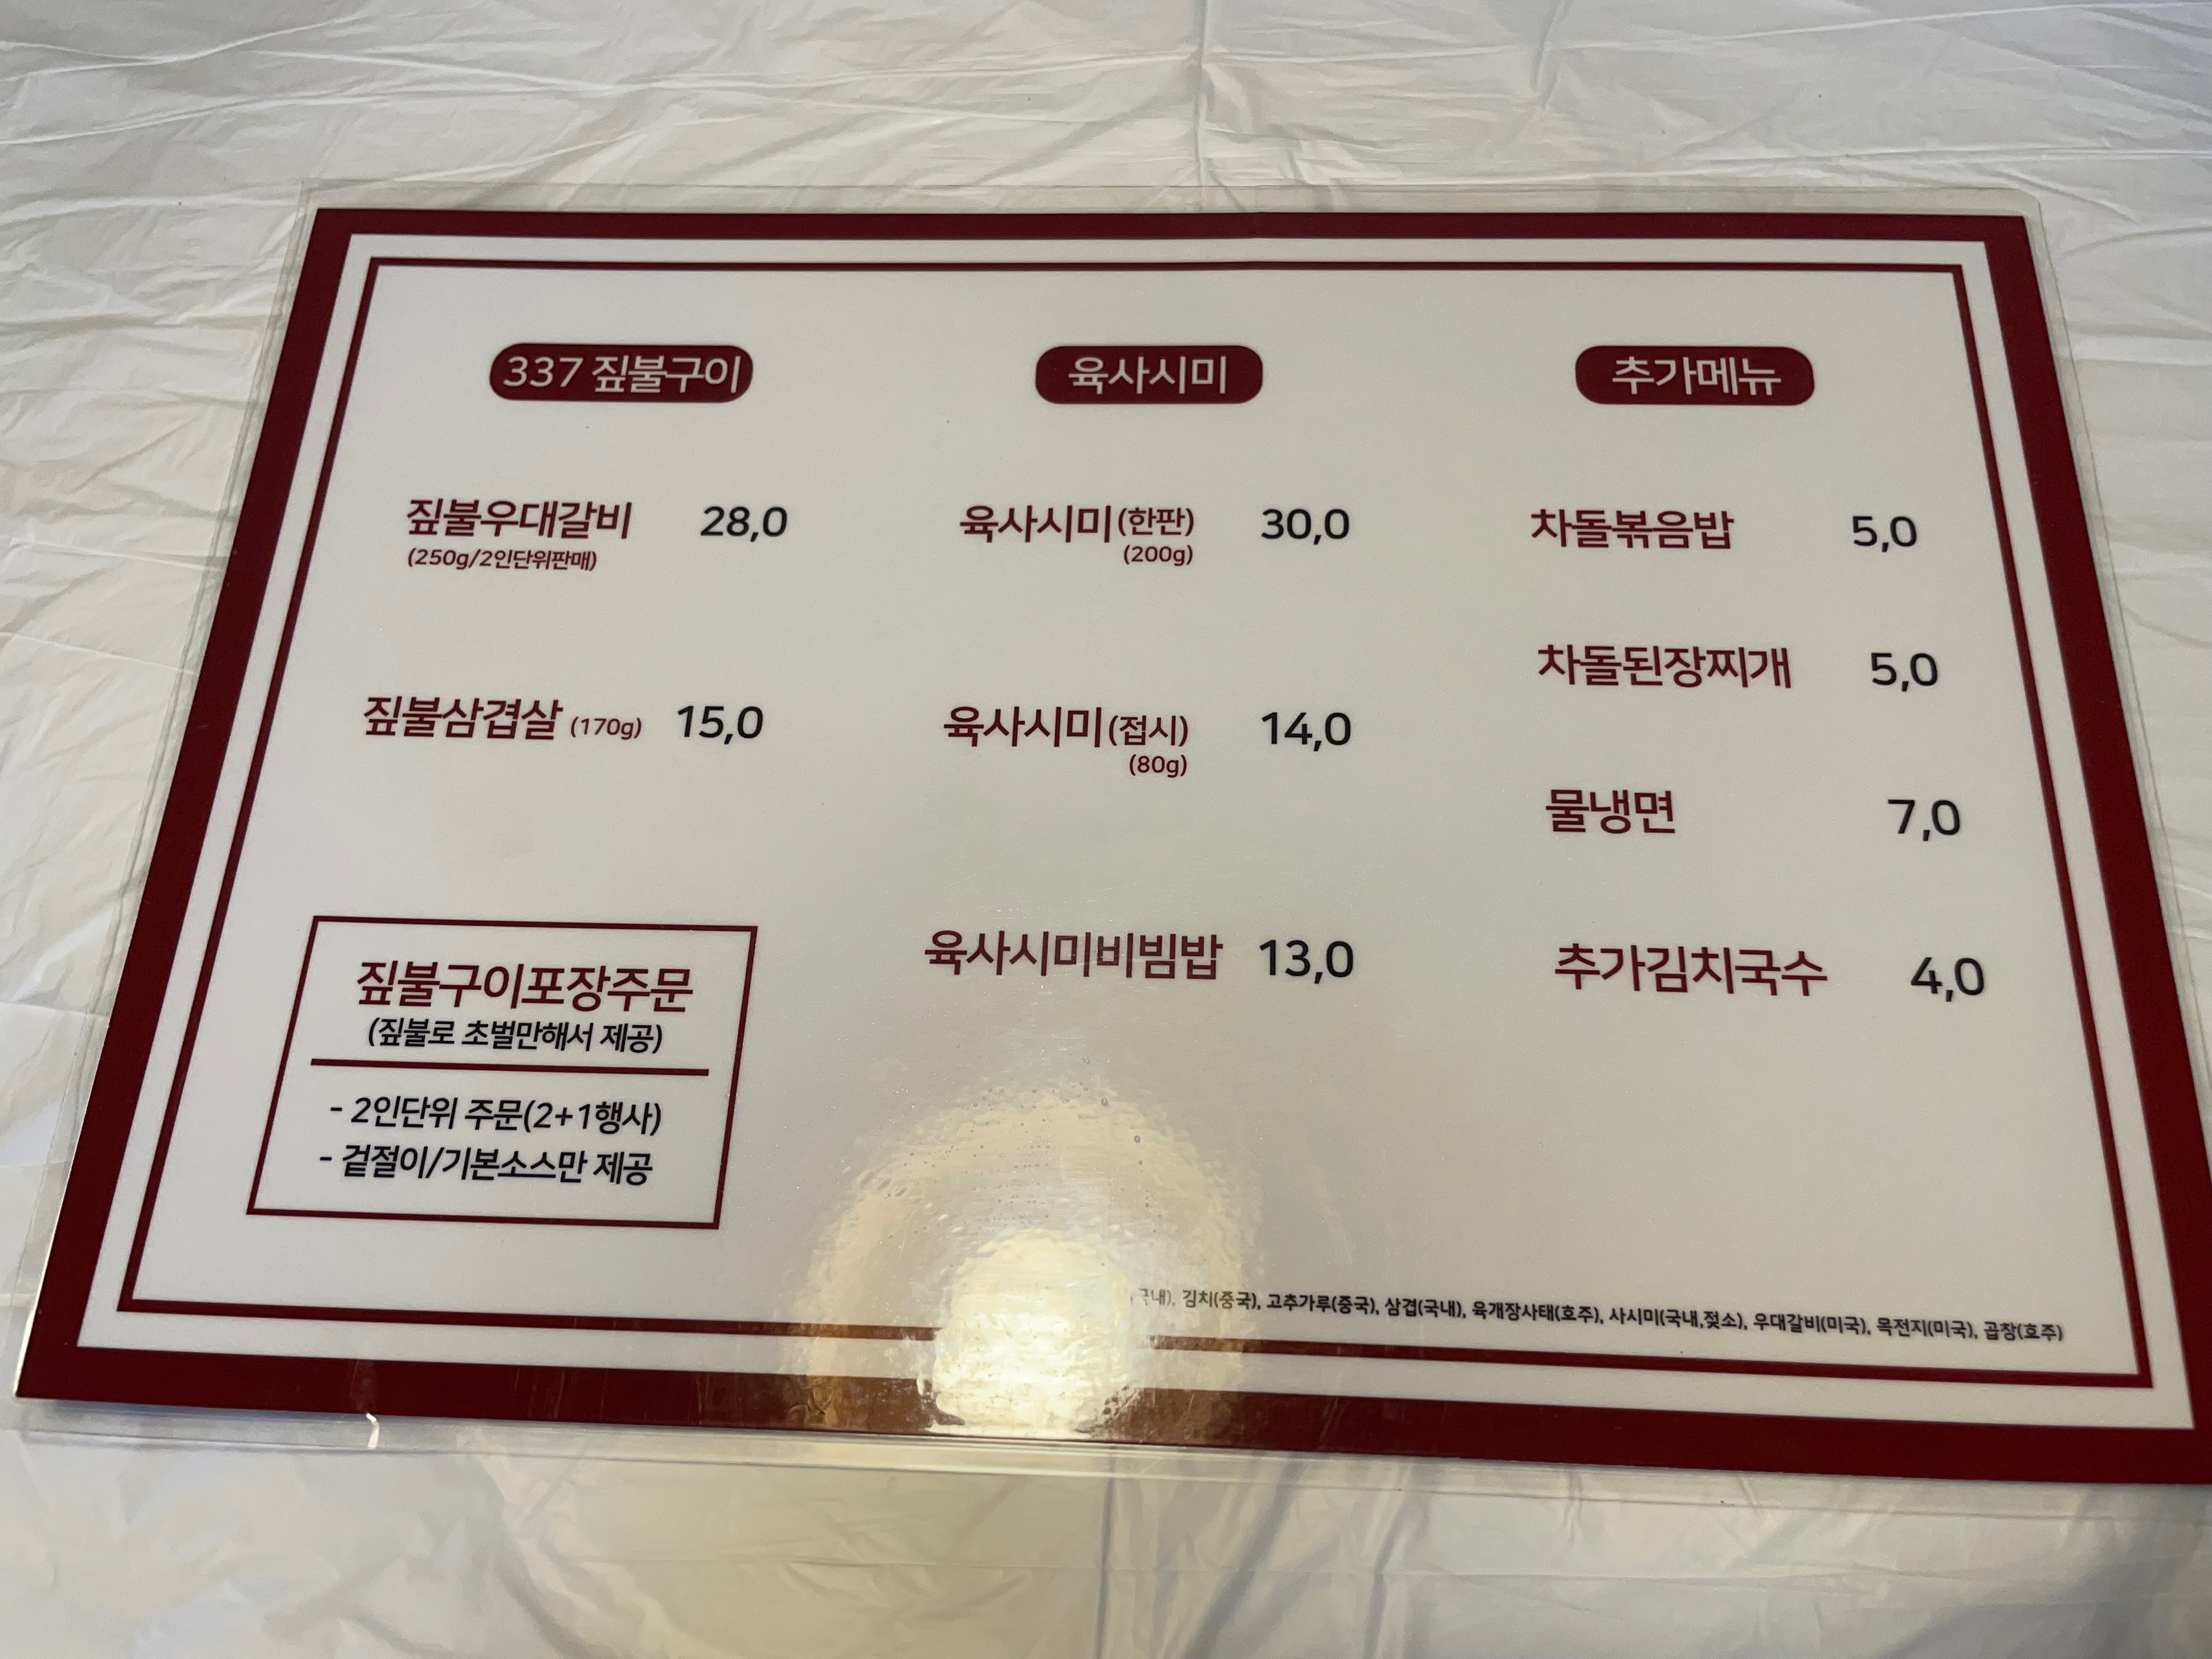 337 짚불구이
짚불우대갈비 28,0
(250g/2인단위판매)
짚불삼겹살 (170g) 15,0
짚불구이포장주문
(짚불로 초벌만해서 제공)
- 2인단위 주문(2+1행사)
- 겉절이/기본소스만 제공
육사시미
육사시미(한판) 30,0
(200g)
육사시미(접시) 14,0
(80g)
육사시미비빔밥 13,0
추가메뉴
차돌볶음밥 5,0
차돌된장찌개 5,0
물냉면 7,0
추가김치국수 4,0
김치(중국), 고추가루(중국), 삼겹(국내), 육개장사태(호주), 사시미(국내,젖소), 우대갈비(미국), 목전지(미국), 곱창(호주)